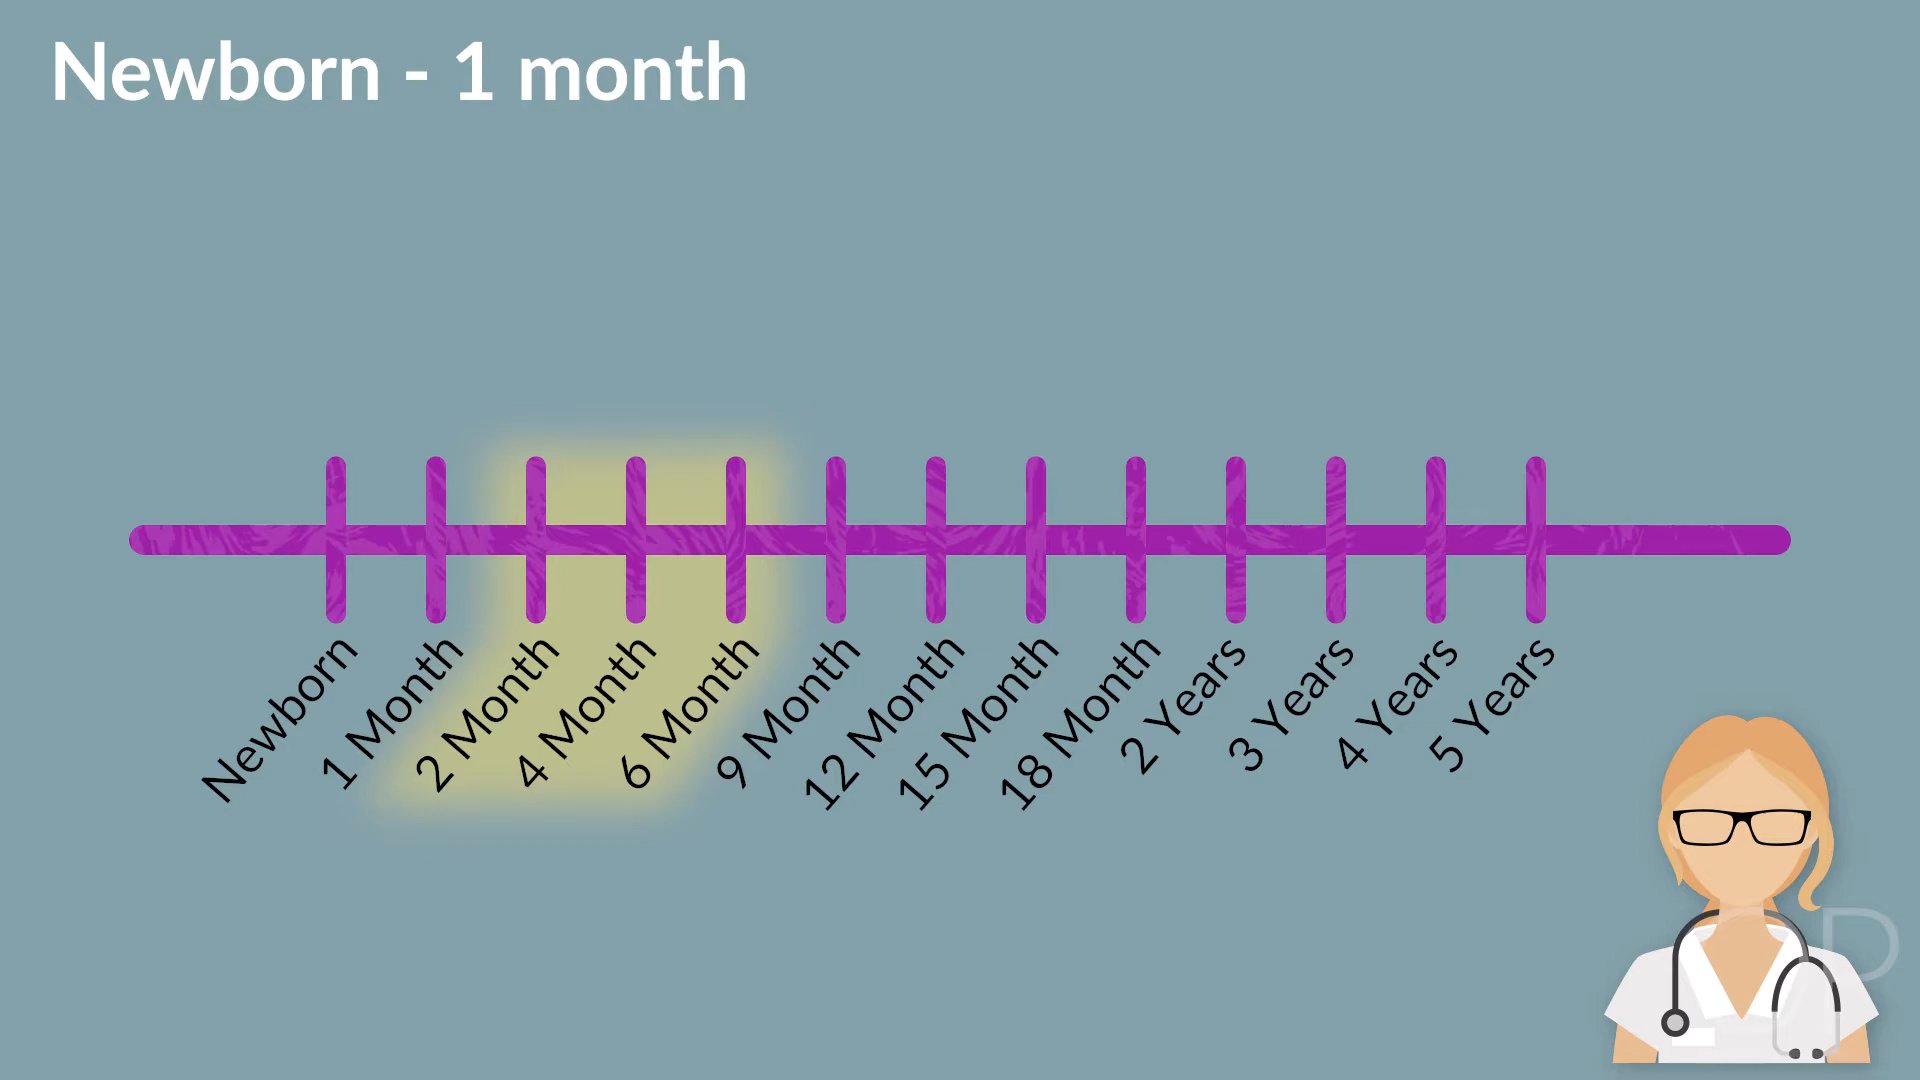 Newborn - 1 month
Newborn
1 Month
2 Month
4 Month
6 Month
9 Month
12 Month
15 Month
18 Month
2 Years
3 Years
4 Years
5 Years
D